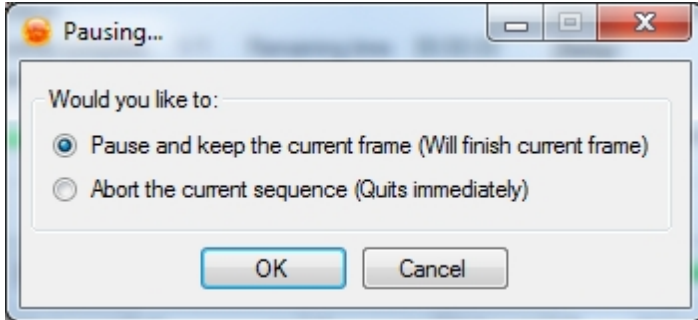 Pausing...
Would you like to:
Pause and keep the current frame (Will finish current frame)
Abort the current sequence (Quits immediately)
OK Cancel